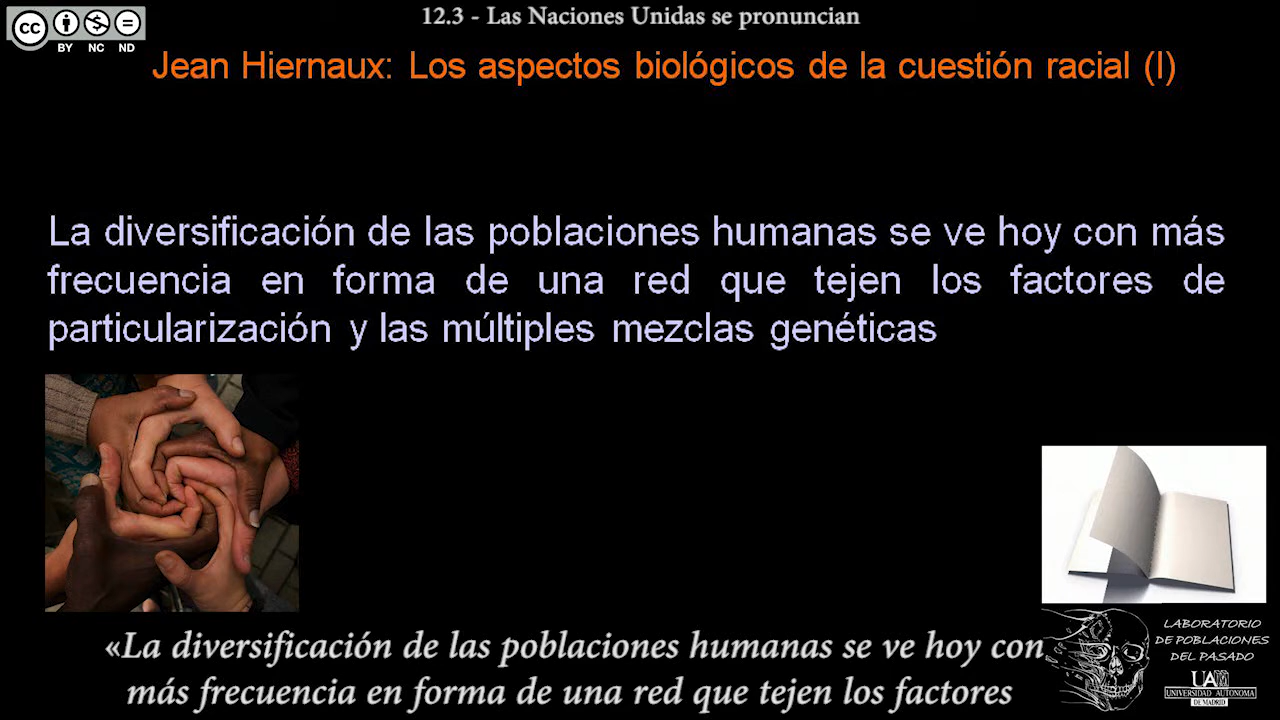 12.3 - Las Naciones Unidas se pronuncian
cc
BY NC ND
Jean Hiernaux: Los aspectos biológicos de la cuestión racial (I)
La diversificación de las poblaciones humanas se ve hoy con más
frecuencia en forma de una red que tejen los factores de
particularización y las múltiples mezclas genéticas
«La diversificación de las poblaciones humanas se ve hoy con
más frecuencia en forma de una red que tejen los factores
LABORATORIO
DE POBLACIONES
DEL PASADO
UAM
UNIVERSIDAD AUTONOMA
DE MADRID